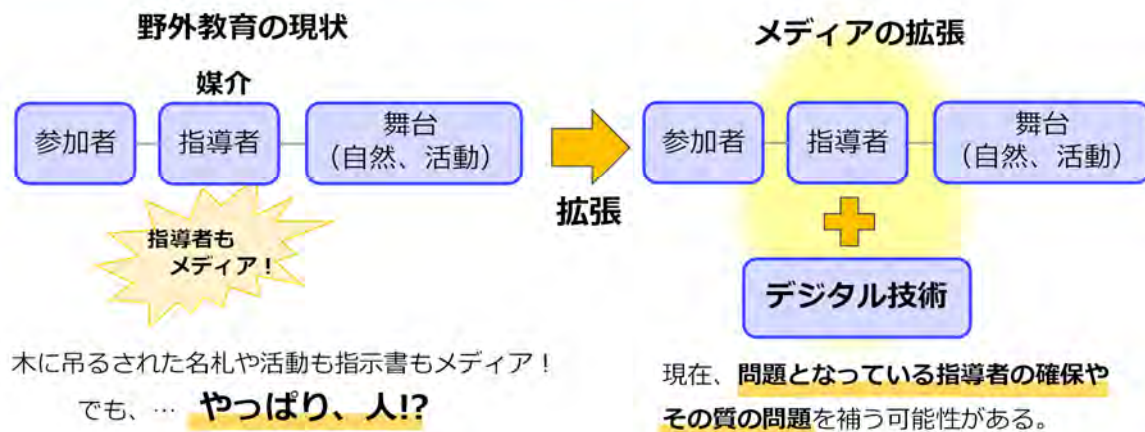 野外教育の現状
媒介
参加者
指導者
舞台
（自然、活動）
指導者も
メディア！
木に吊るされた名札や活動も指示書もメディア！
でも、… やっぱり、人!?
拡張
メディアの拡張
参加者
指導者
舞台
（自然、活動）
デジタル技術
現在、問題となっている指導者の確保や
その質の問題を補う可能性がある。